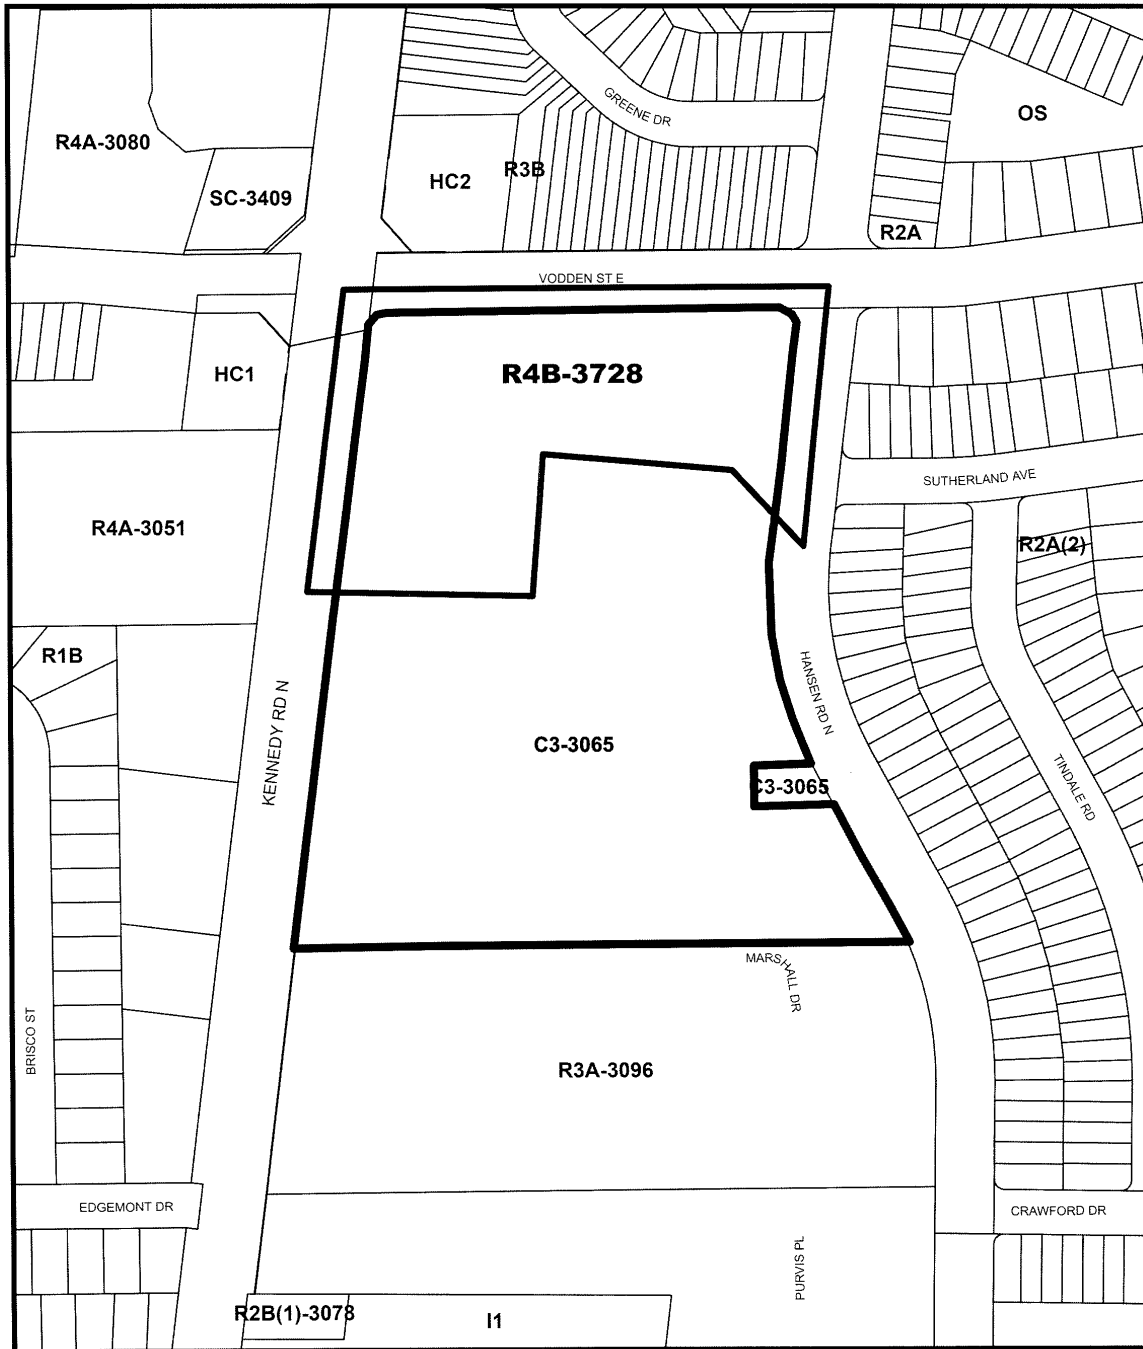 OS
GREENE DR
R4A-3080
R3B
HC2
SC-3409
R2A
VODDEN ST E
HC1
R4B-3728
SUTHERLAND AVE
R4A-3051
R2A(2)
R1B
HANSEN RD N
KENNEDY RD N
C3-3065
C3-3065
TINDALE RD
MARSHALL DR
BRISCO ST
R3A-3096
EDGEMONT DR
CRAWFORD DR
PURVIS PL
R2B(1)-3078
I1